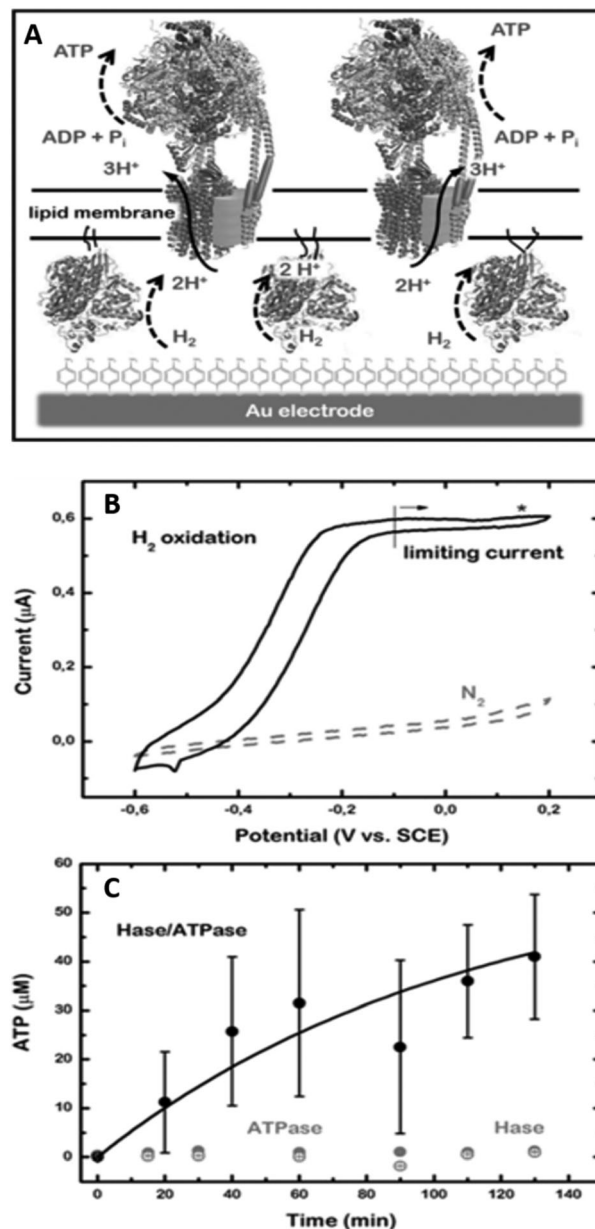 A
ATP
ATP
ADP + Pi
ADP + Pi
3H+
3H+
lipid membrane
2H+
2 H+
2H+
H2
H2
H2
Au electrode
B
H2 oxidation
*
limiting current
N2
Current (µA)
0,6
0,4
0,2
0,0
-0,6
-0,4
-0,2
0,0
0,2
Potential (V vs. SCE)
C
Hase/ATPase
ATPase
Hase
ATP (µM)
60
50
40
30
20
10
0
0
20
40
60
80
100
120
140
Time (min)